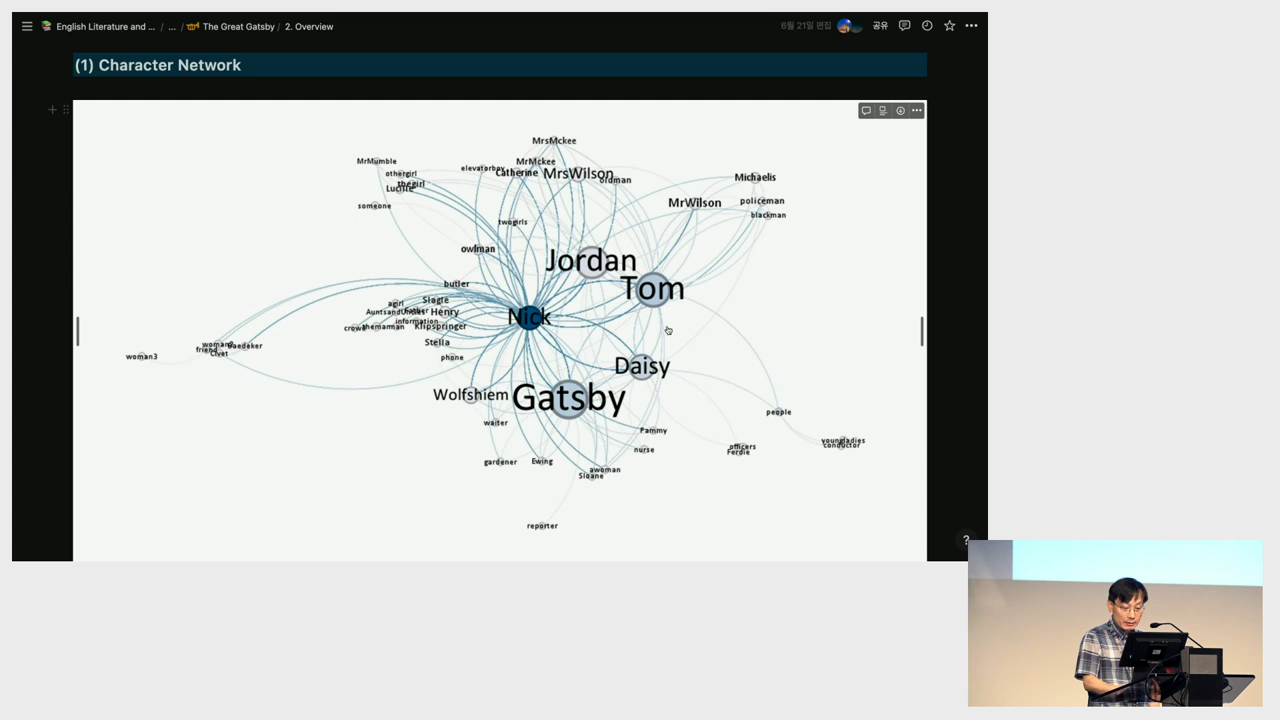 English Literature and ... / ... / The Great Gatsby / 2. Overview
6월 21일 편집
공유
(1) Character Network
MrsMckee
MrMumble
MrMckee
othergirl
elevatorboy
Catherine
MrsWilson
oldman
Michaelis
thegirl
Lucille
someone
MrWilson
policeman
blackman
twogirls
owlman
Jordan
butler
Tom
Slagle
agirl
Father
Henry
Nick
information
crowd
themaman
Klipspringer
Stella
friend
Civet
Baedeker
woman3
phone
Daisy
Wolfshiem
Gatsby
people
waiter
Pammy
youngladies
conductor
officers
Ferdie
nurse
gardener
Ewing
awoman
Sloane
reporter
?